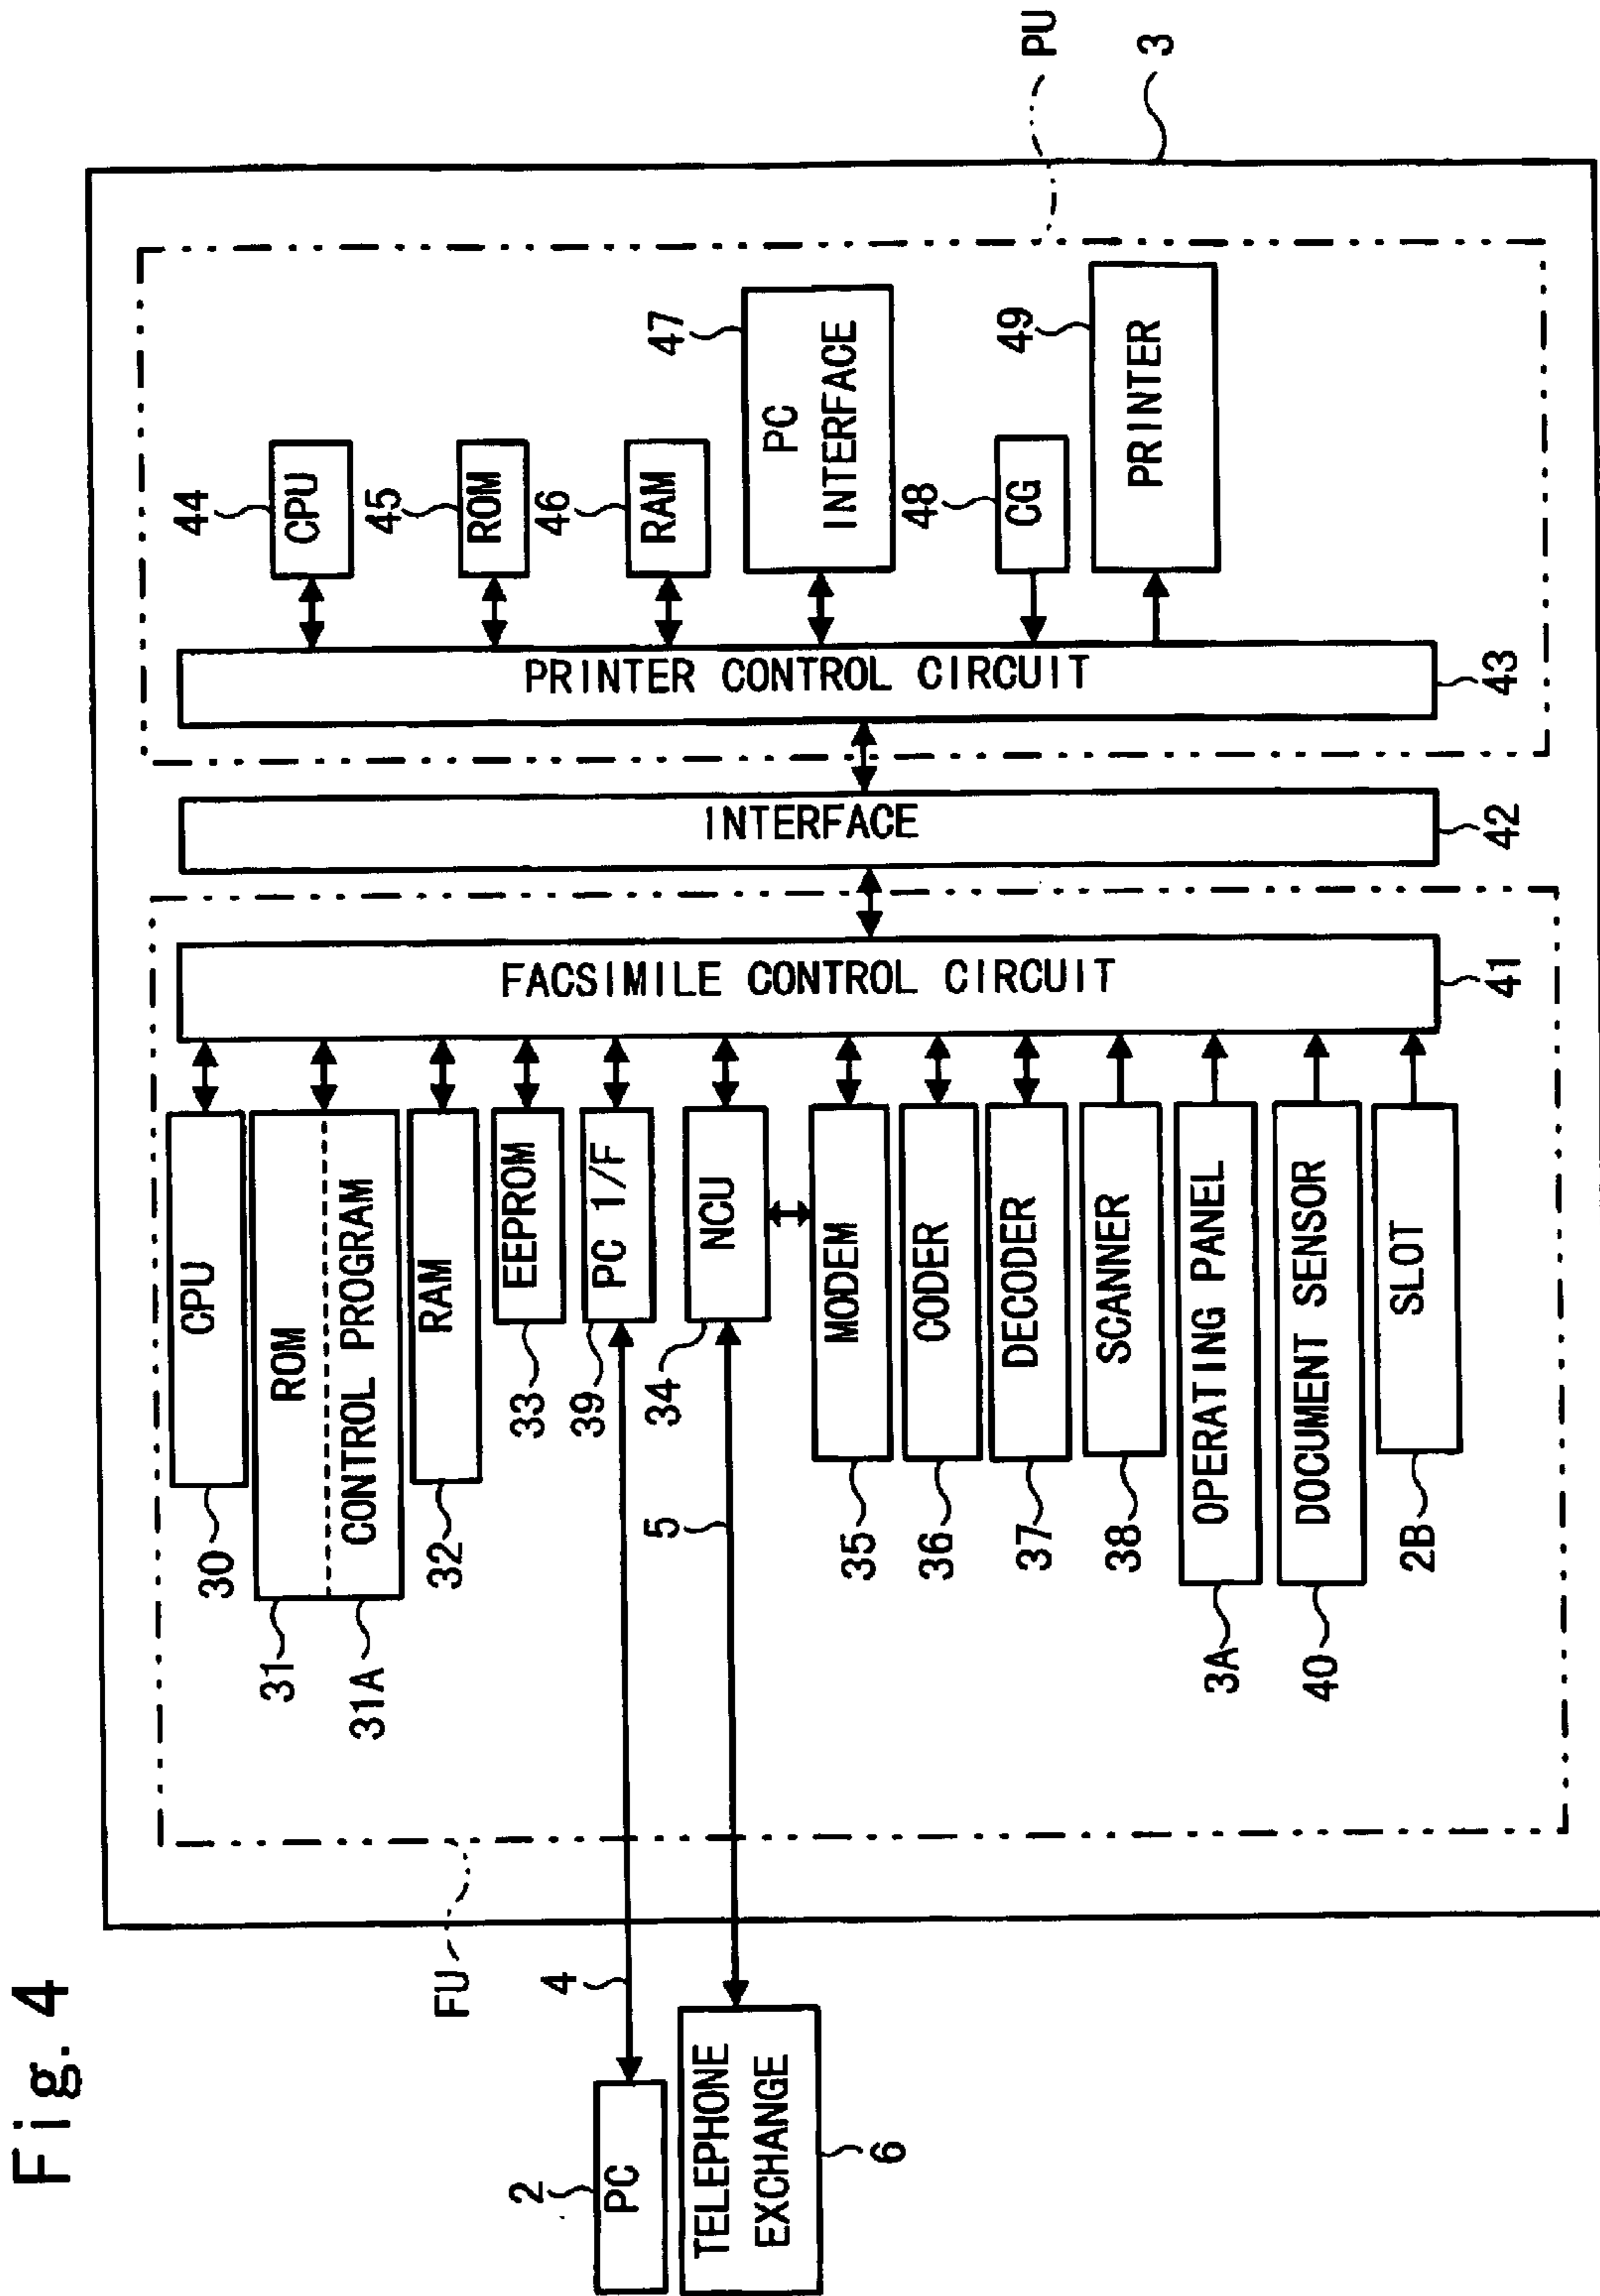 Fig. 4
2
PC
TELEPHONE
EXCHANGE
6
4
5
FU
30
CPU
31
ROM
31A
CONTROL PROGRAM
32
RAM
33
EEPROM
39
PC I/F
34
NCU
35
MODEM
36
CODER
37
DECODER
38
SCANNER
3A
OPERATING PANEL
40
DOCUMENT SENSOR
2B
SLOT
FACSIMILE CONTROL CIRCUIT
41
INTERFACE
42
PRINTER CONTROL CIRCUIT
43
44
CPU
45
ROM
46
RAM
47
PC
INTERFACE
48
CG
49
PRINTER
PU
3